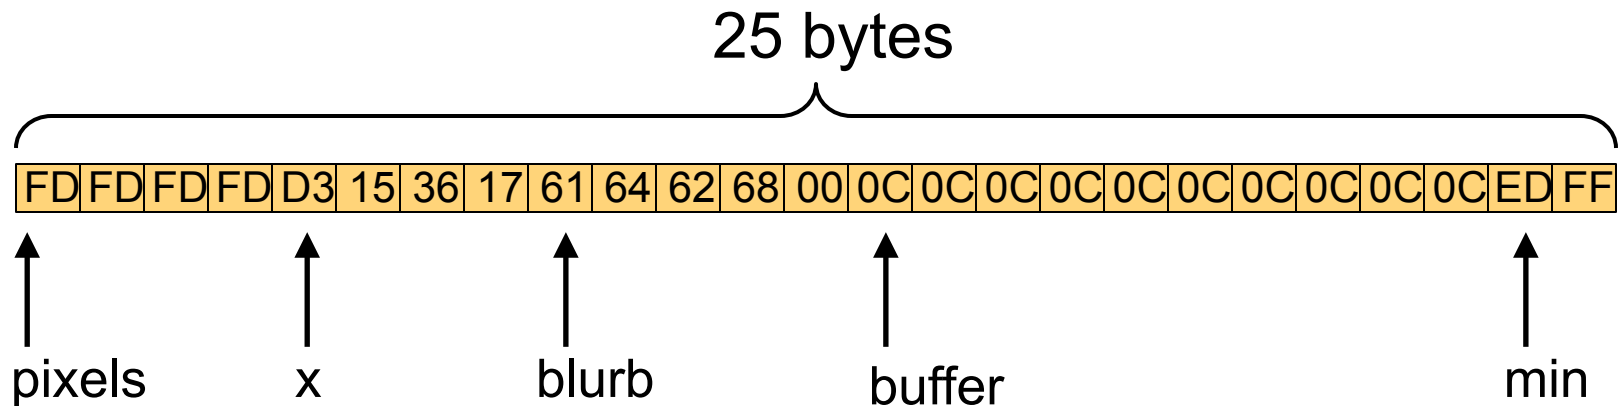 25 bytes
FD FD FD FD D3 15 36 17 61 64 62 68 00 0C 0C 0C 0C 0C 0C 0C 0C 0C 0C ED FF
pixels x blurb buffer min